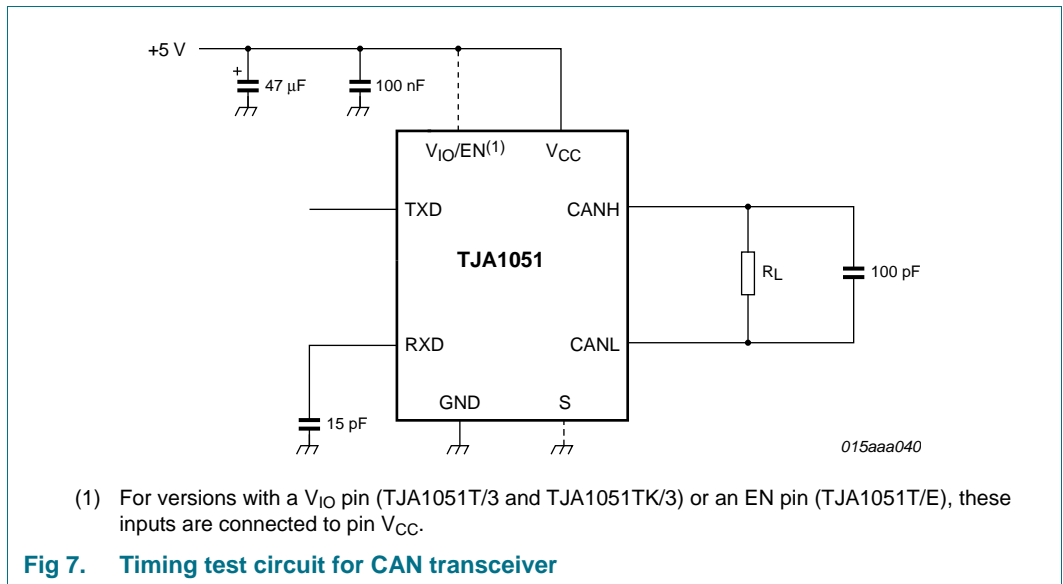 +5 V
+
47 μF
100 nF
VIO/EN(1)
VCC
TXD
CANH
TJA1051
RL
100 pF
RXD
CANL
GND
S
15 pF
015aaa040
(1) For versions with a VIO pin (TJA1051T/3 and TJA1051TK/3) or an EN pin (TJA1051T/E), these
inputs are connected to pin VCC.
Fig 7. Timing test circuit for CAN transceiver